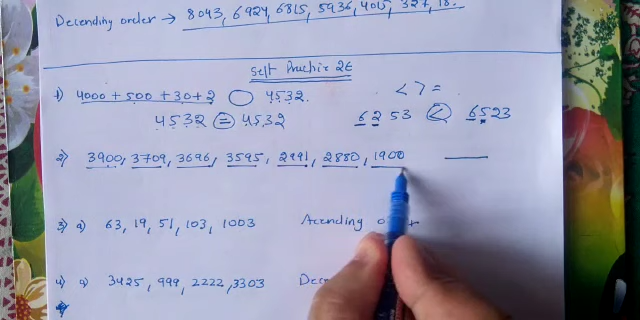 Decending order → 8043, 6924, 6815, 5936, 4015, 327, 18.
Self Practice 2E
1) 4000 + 500 + 30 + 2 ◯ 4532. < > =
4532 = 4532 6253 < 6523
2) 3900, 3709, 3696, 3595, 2991, 2880, 1900
3) a) 63, 19, 51, 103, 1003 Acending
4) a) 3425, 999, 2222, 3303